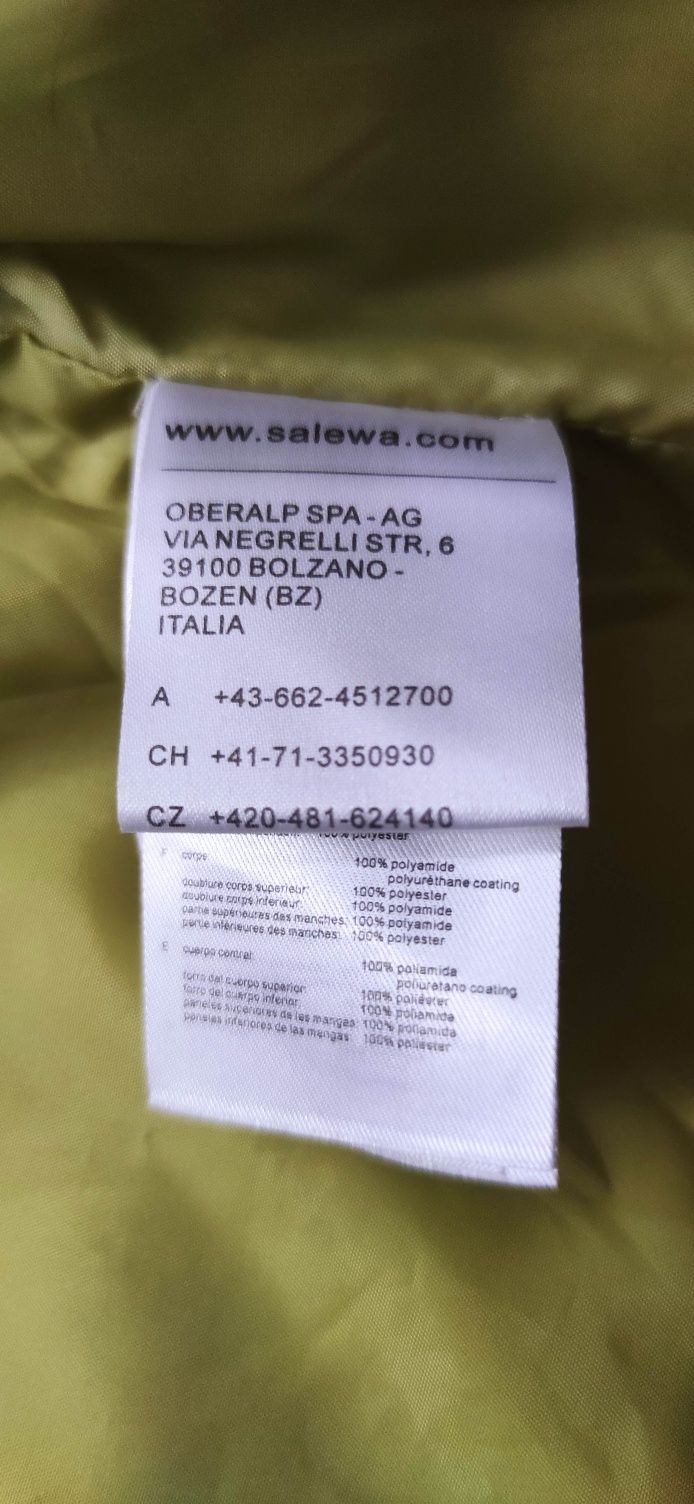 www.salewa.com
OBERALP SPA - AG
VIA NEGRELLI STR, 6
39100 BOLZANO -
BOZEN (BZ)
ITALIA
A +43-662-4512700
CH +41-71-3350930
CZ +420-481-624140
100% polyester
F corps: 100% polyamide
polyuréthane coating
doublure corps superieur: 100% polyester
doublure corps inferieur: 100% polyamide
partie supérieures des manches: 100% polyamide
partie inférieures des manches: 100% polyester
E cuerpo central: 100% poliamida
poliuretano coating
forro del cuerpo superior: 100% poliéster
forro del cuerpo inferior: 100% poliamida
paneles superiores de las mangas: 100% poliamida
paneles inferiores de las mangas: 100% poliester